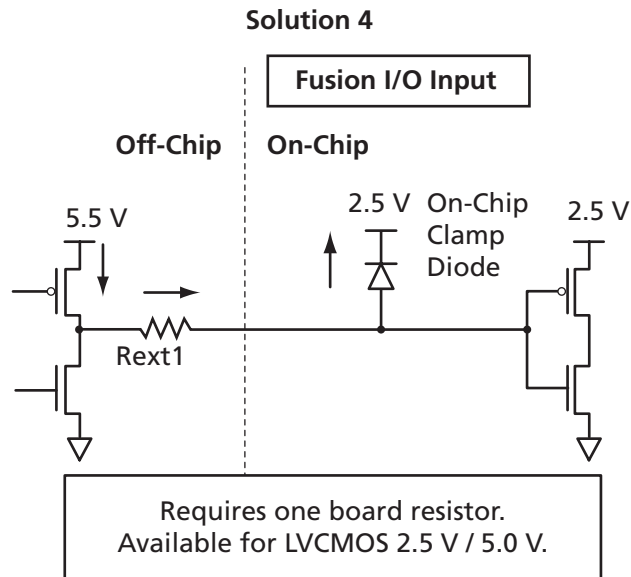 Solution 4
Fusion I/O Input
Off-Chip
On-Chip
5.5 V
2.5 V
On-Chip
Clamp
Diode
2.5 V
Rext1
Requires one board resistor.
Available for LVCMOS 2.5 V / 5.0 V.